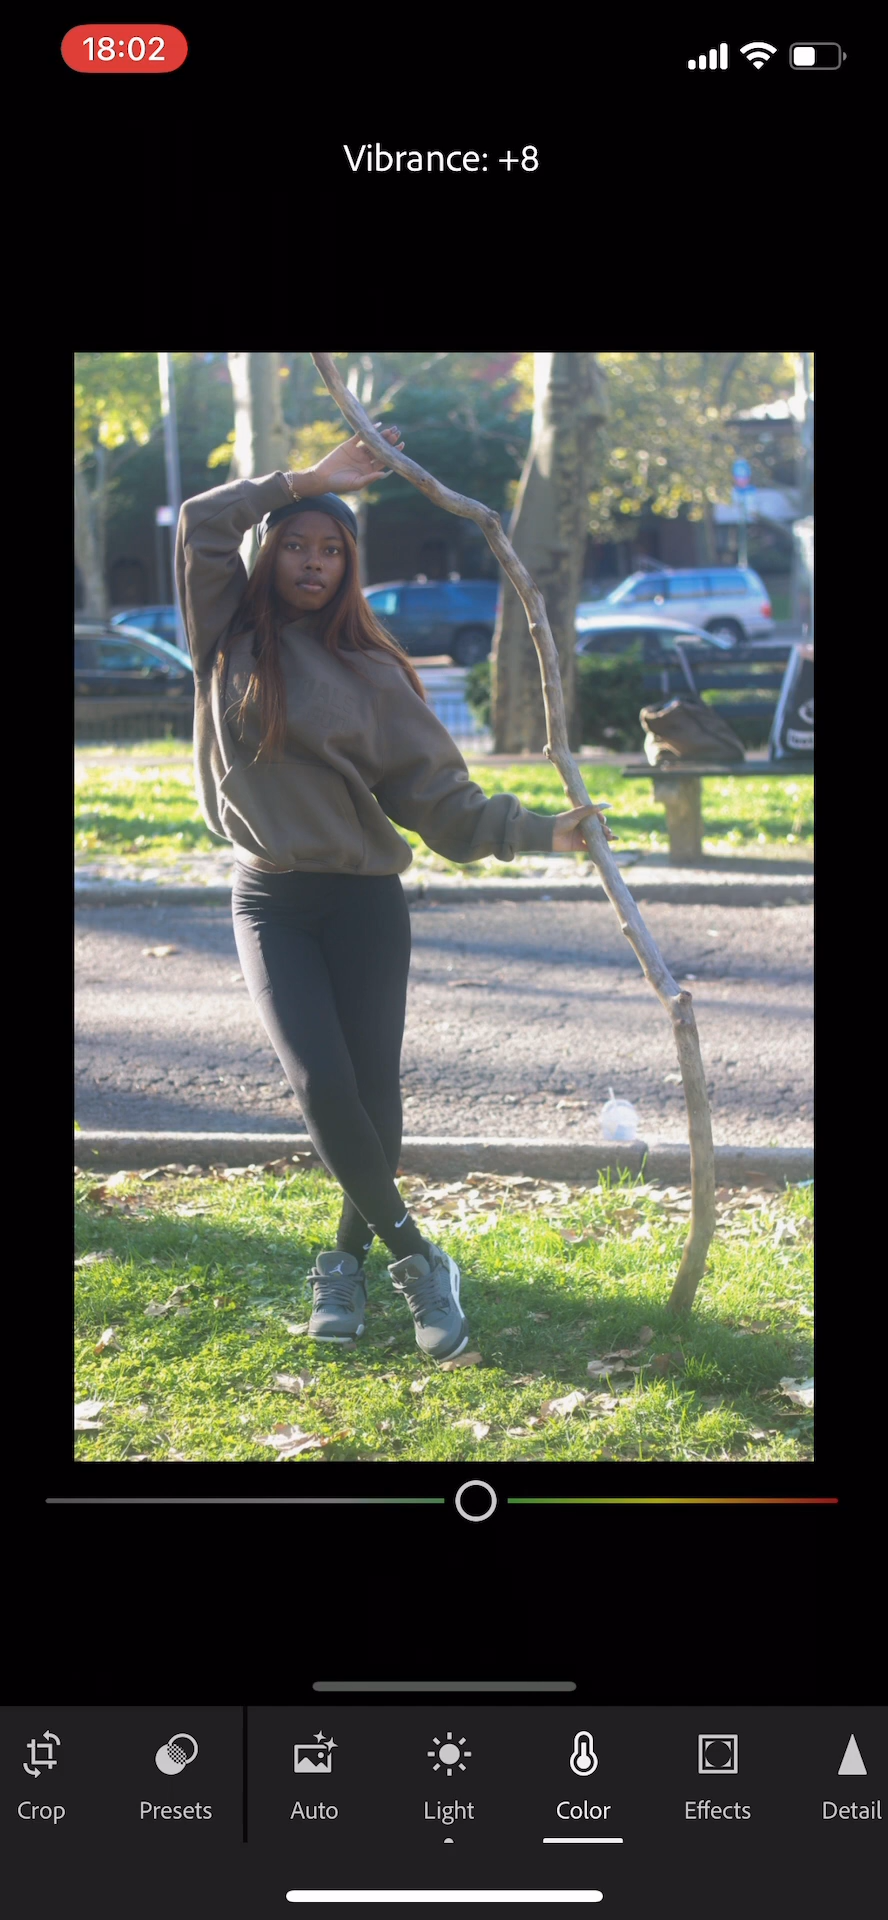 18:02
Vibrance: +8
Crop
Presets
Auto
Light
Color
Effects
Detail